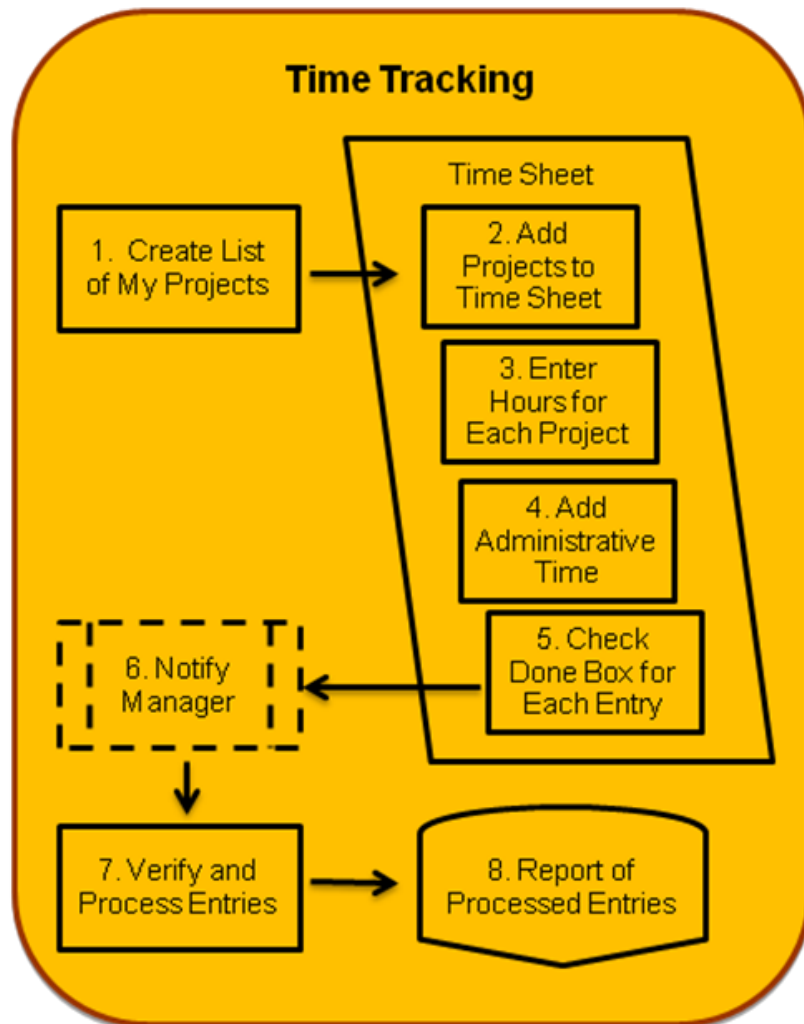 Time Tracking
1. Create List
of My Projects
Time Sheet
2. Add
Projects to
Time Sheet
3. Enter
Hours for
Each Project
4. Add
Administrative
Time
5. Check
Done Box for
Each Entry
6. Notify
Manager
7. Verify and
Process Entries
8. Report of
Processed Entries